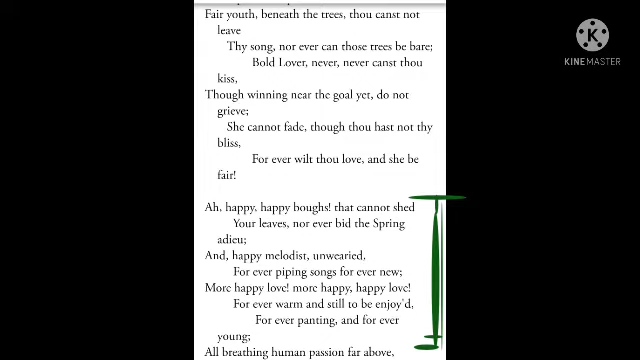 Fair youth, beneath the trees, thou canst not
leave
Thy song, nor ever can those trees be bare;
Bold Lover, never, never canst thou
kiss,
Though winning near the goal yet, do not
grieve;
She cannot fade, though thou hast not thy
bliss,
For ever wilt thou love, and she be
fair!
Ah, happy, happy boughs! that cannot shed
Your leaves, nor ever bid the Spring
adieu;
And, happy melodist, unwearied,
For ever piping songs for ever new;
More happy love! more happy, happy love!
For ever warm and still to be enjoy'd,
For ever panting, and for ever
young;
All breathing human passion far above,
K
KINEMASTER